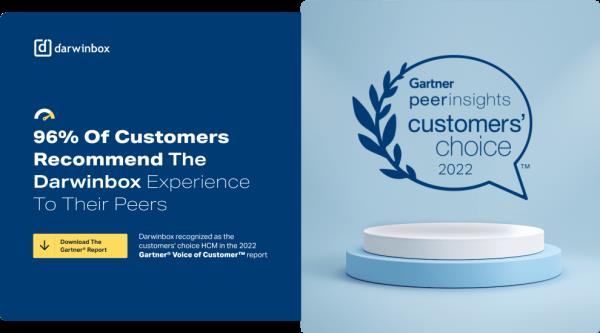 darwinbox
96% Of Customers
Recommend The
Darwinbox Experience
To Their Peers
Download The
Gartner® Report
Darwinbox recognized as the
customers' choice HCM in the 2022
Gartner® Voice of Customer™ report
Gartner
peerinsights
customers'
choice
2022
TM